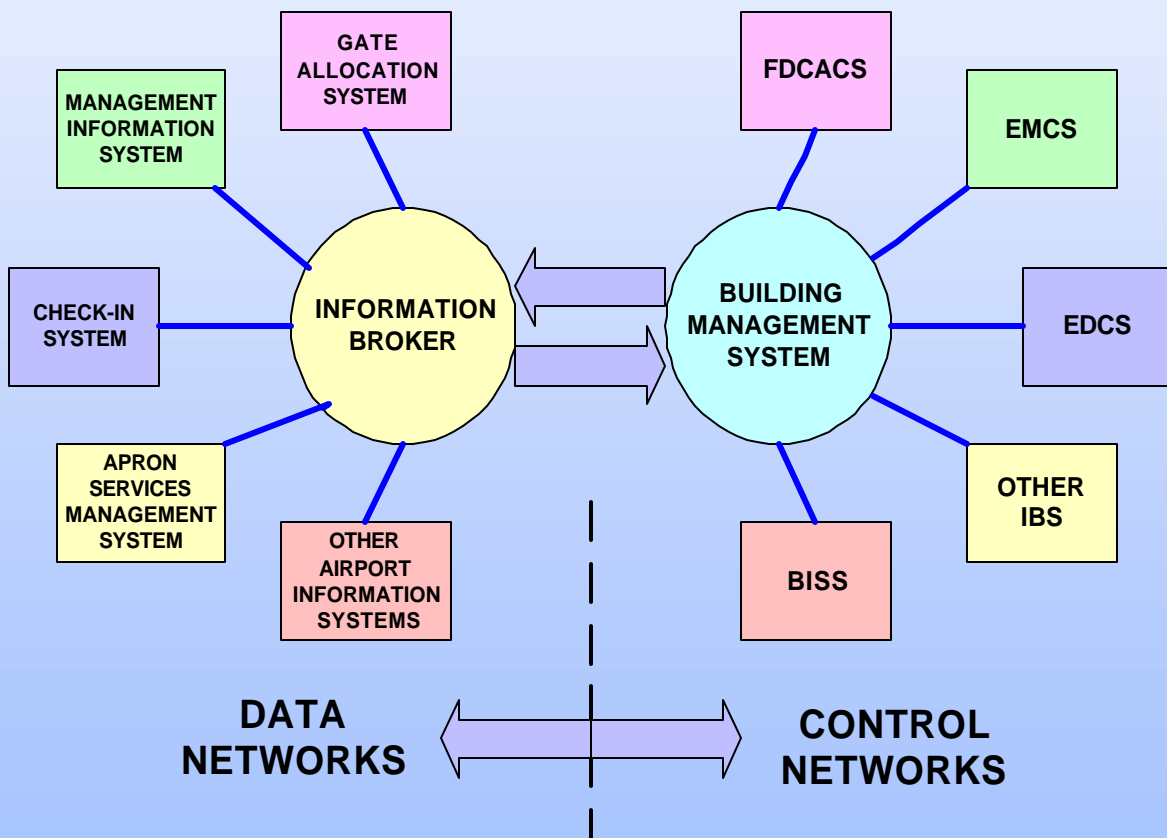 GATE
ALLOCATION
SYSTEM
FDCACS
MANAGEMENT
INFORMATION
SYSTEM
EMCS
CHECK-IN
SYSTEM
INFORMATION
BROKER
BUILDING
MANAGEMENT
SYSTEM
EDCS
APRON
SERVICES
MANAGEMENT
SYSTEM
OTHER
IBS
OTHER
AIRPORT
INFORMATION
SYSTEMS
BISS
DATA
NETWORKS
CONTROL
NETWORKS